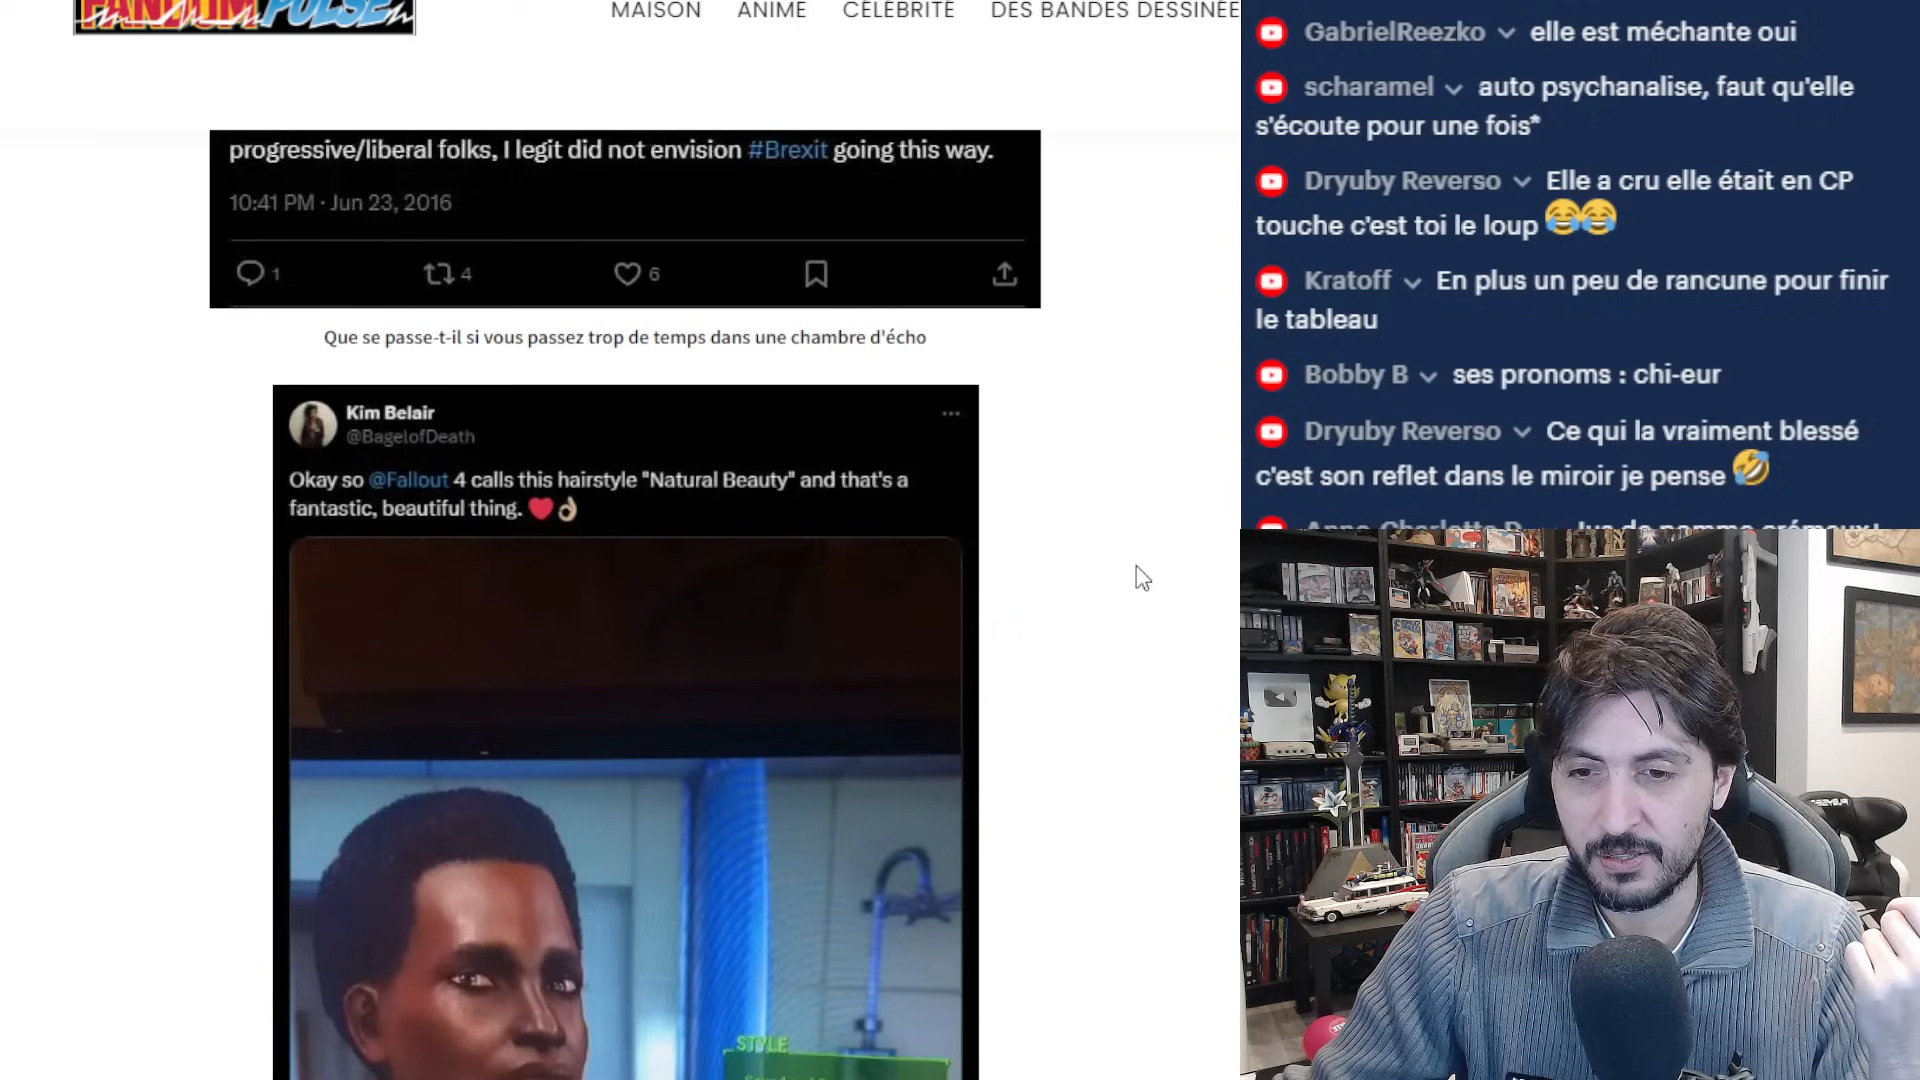 FANDOM PULSE
MAISON ANIME CÉLÉBRITÉ DES BANDES DESSINÉE
progressive/liberal folks, I legit did not envision #Brexit going this way.
10:41 PM · Jun 23, 2016
1 4 6
Que se passe-t-il si vous passez trop de temps dans une chambre d'écho
Kim Belair
@BagelofDeath
Okay so @Fallout 4 calls this hairstyle "Natural Beauty" and that's a
fantastic, beautiful thing. ❤️👌🏼
STYLE
GabrielReezko elle est méchante oui
scharamel auto psychanalise, faut qu'elle
s'écoute pour une fois*
Dryuby Reverso Elle a cru elle était en CP
touche c'est toi le loup 😂😂
Kratoff En plus un peu de rancune pour finir
le tableau
Bobby B ses pronoms : chi-eur
Dryuby Reverso Ce qui la vraiment blessé
c'est son reflet dans le miroir je pense 🤣